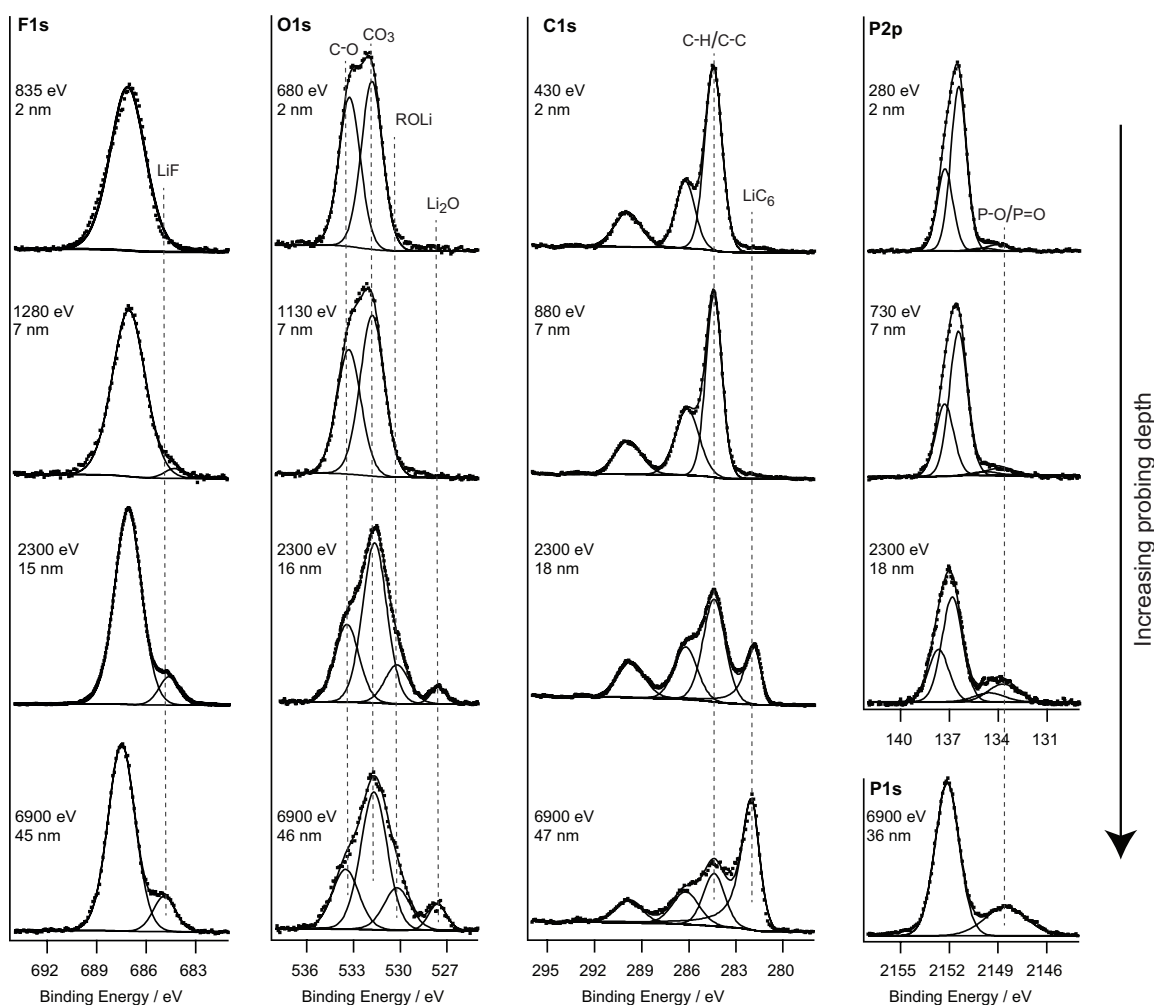 F1s
835 eV
2 nm
LiF
1280 eV
7 nm
2300 eV
15 nm
6900 eV
45 nm
692 689 686 683
Binding Energy / eV
O1s
C-O
CO3
680 eV
2 nm
ROLi
Li2O
1130 eV
7 nm
2300 eV
16 nm
6900 eV
46 nm
536 533 530 527
Binding Energy / eV
C1s
C-H/C-C
430 eV
2 nm
LiC6
880 eV
7 nm
2300 eV
18 nm
6900 eV
47 nm
295 292 289 286 284 282 280
Binding Energy / eV
P2p
280 eV
2 nm
P-O/P=O
730 eV
7 nm
2300 eV
18 nm
140 137 134 131
P1s
6900 eV
36 nm
2155 2152 2149 2146
Binding Energy / eV
Increasing probing depth